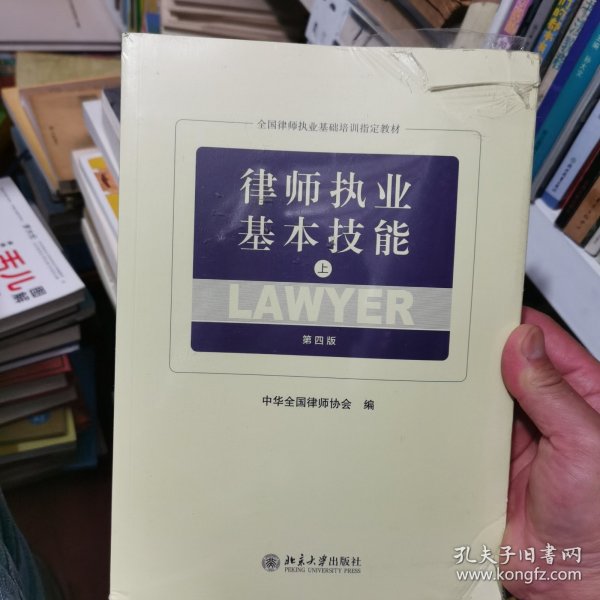 全国律师执业基础培训指定教材
律师执业
基本技能
上
LAWYER
第四版
中华全国律师协会 编
北京大学出版社
PEKING UNIVERSITY PRESS
孔夫子旧书网
www.kongfz.com